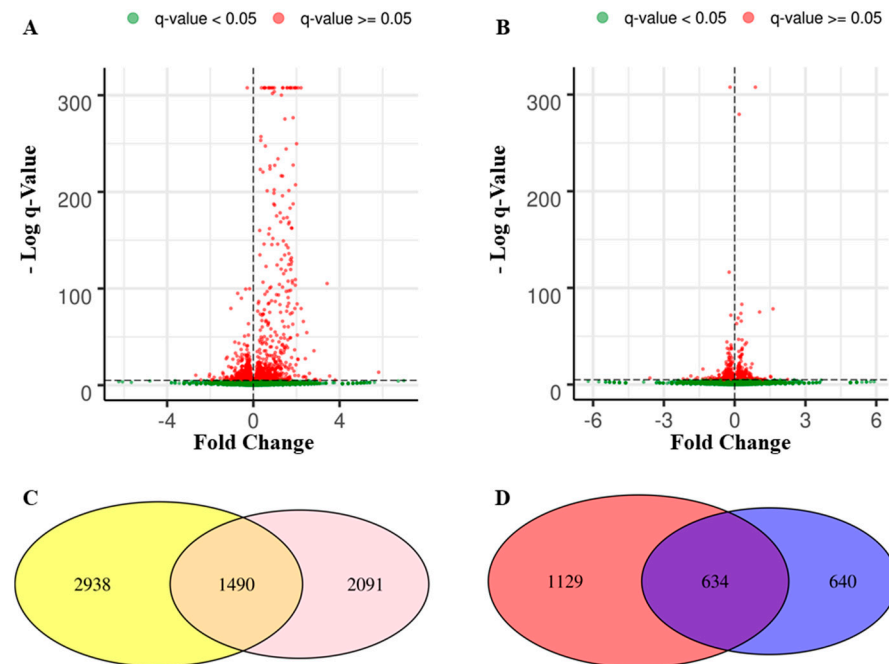 A
q-value < 0.05
q-value >= 0.05
300
200
100
0
- Log q-Value
-4
0
4
Fold Change
B
q-value < 0.05
q-value >= 0.05
300
200
100
0
- Log q-Value
-6
-3
0
3
6
Fold Change
C
2938
1490
2091
D
1129
634
640